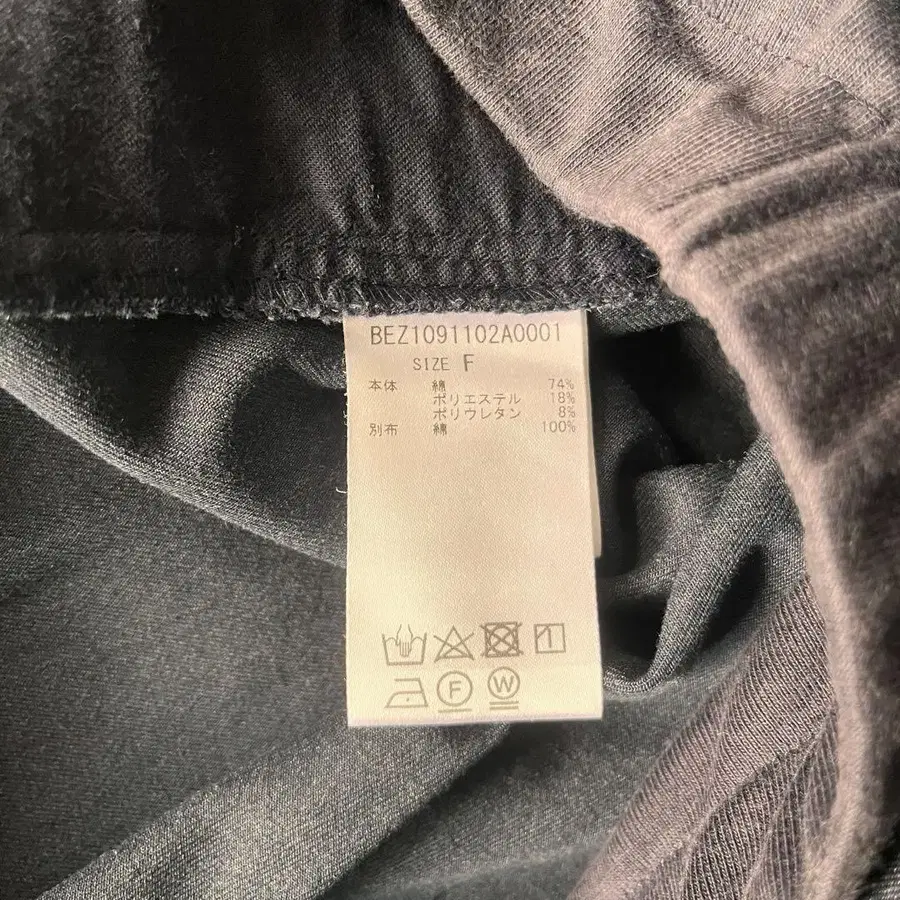 BEZ1091102A0001
SIZE F
本体 綿 74%
ポリエステル 18%
ポリウレタン 8%
別布 綿 100%
F W